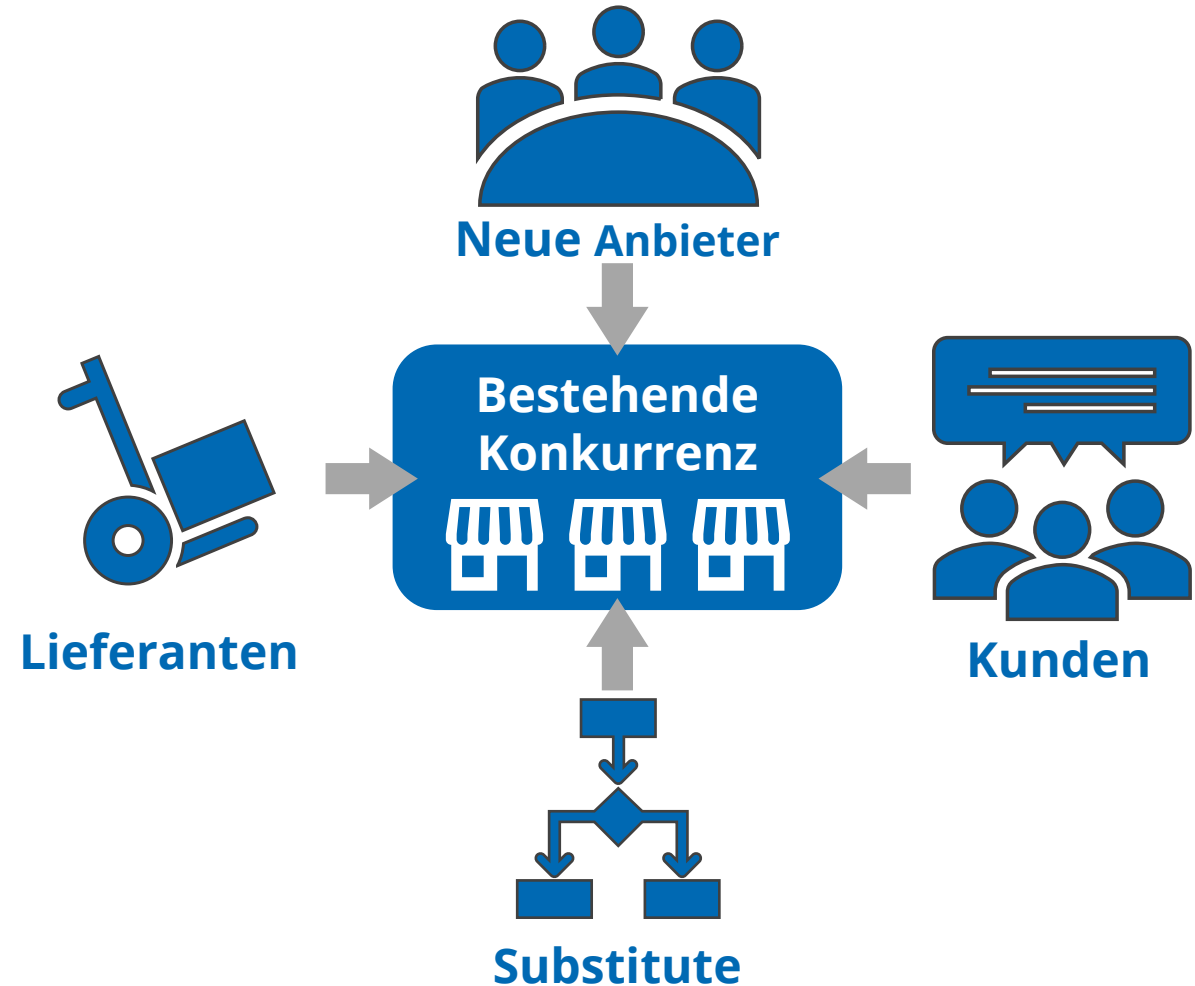 Neue Anbieter
Bestehende
Konkurrenz
Lieferanten
Kunden
Substitute